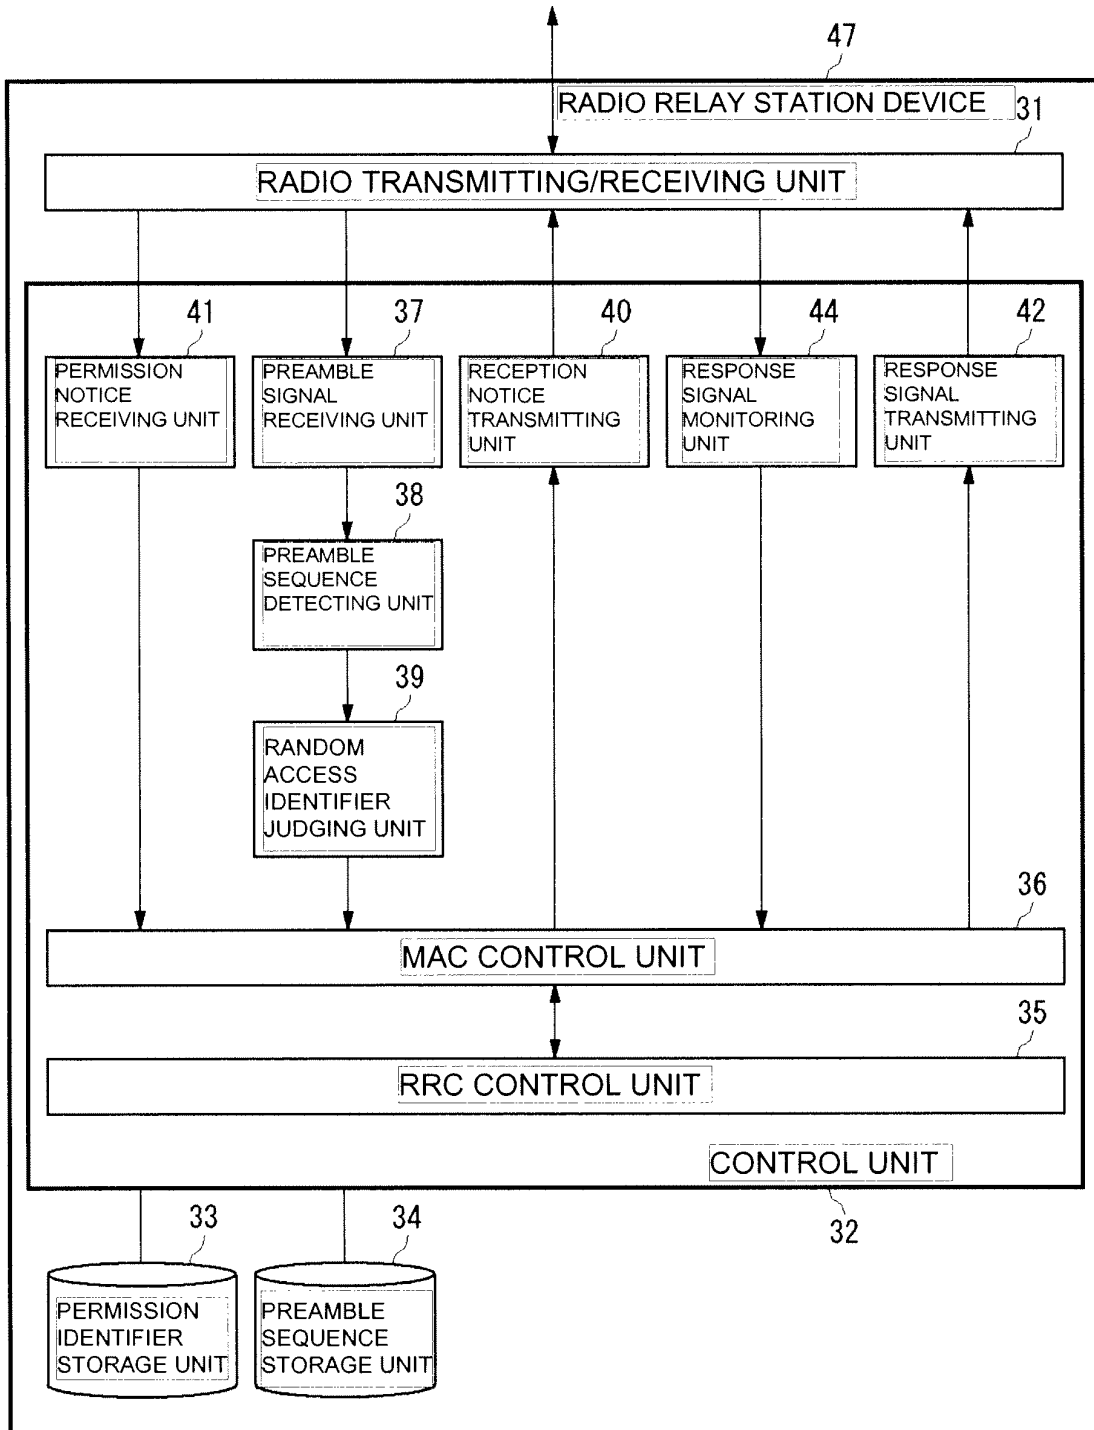 47
RADIO RELAY STATION DEVICE
31
RADIO TRANSMITTING/RECEIVING UNIT
41
37
40
44
42
PERMISSION
NOTICE
RECEIVING UNIT
PREAMBLE
SIGNAL
RECEIVING UNIT
RECEPTION
NOTICE
TRANSMITTING
UNIT
RESPONSE
SIGNAL
MONITORING
UNIT
RESPONSE
SIGNAL
TRANSMITTING
UNIT
38
PREAMBLE
SEQUENCE
DETECTING UNIT
39
RANDOM
ACCESS
IDENTIFIER
JUDGING UNIT
36
MAC CONTROL UNIT
35
RRC CONTROL UNIT
CONTROL UNIT
32
33
34
PERMISSION
IDENTIFIER
STORAGE UNIT
PREAMBLE
SEQUENCE
STORAGE UNIT